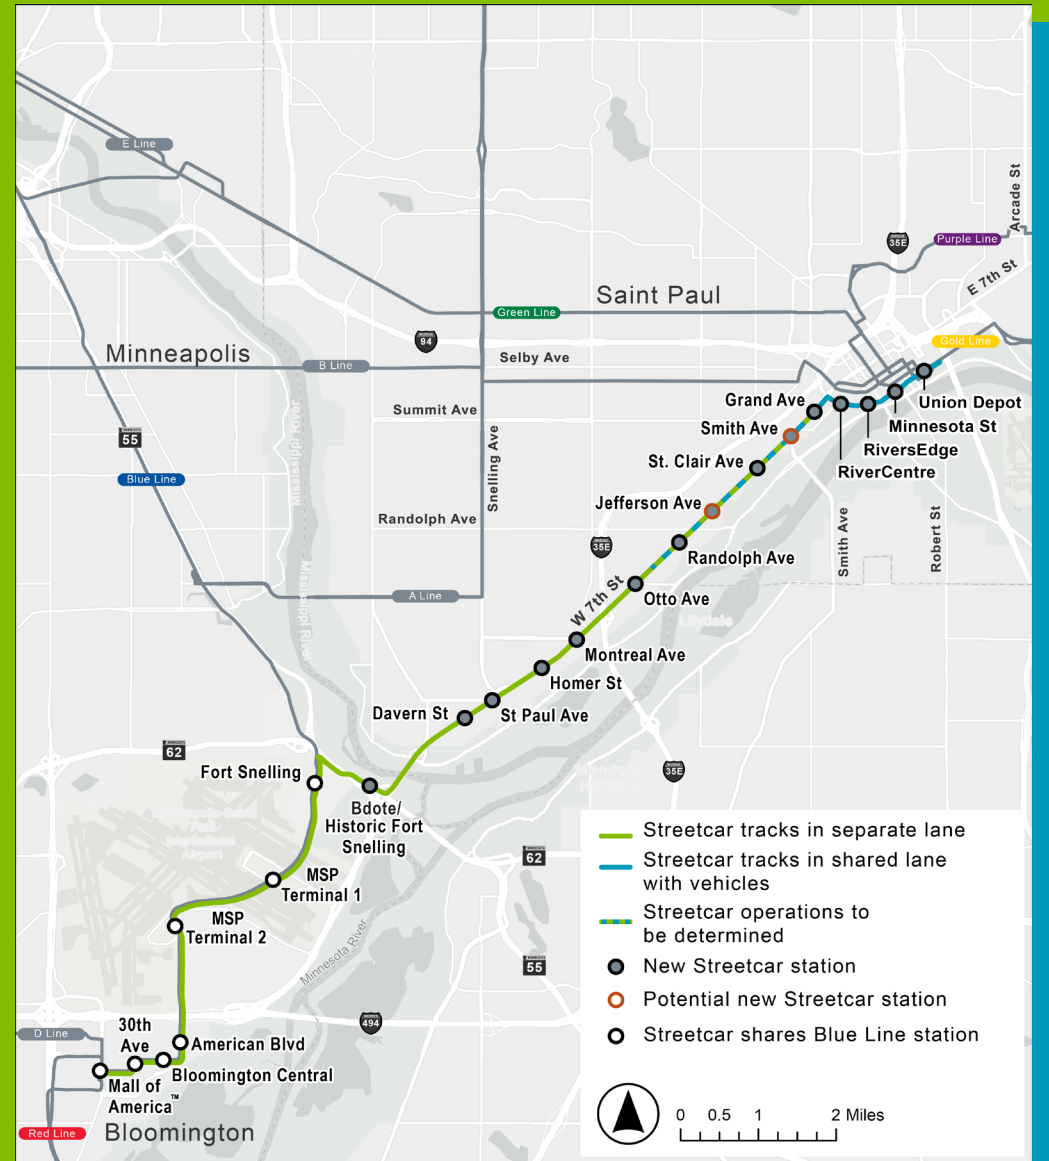 E Line
Arcade St
35E
Purple Line
E 7th St
Saint Paul
Green Line
94
Gold Line
Minneapolis
Selby Ave
B Line
Grand Ave
Union Depot
Summit Ave
Smith Ave
Minnesota St
55
Snelling Ave
RiversEdge
St. Clair Ave
RiverCentre
Blue Line
Mississippi River
Jefferson Ave
Randolph Ave
Smith Ave
Robert St
35E
Randolph Ave
Mississippi River
A Line
W 7th St
Otto Ave
Lilydale
Montreal Ave
Homer St
Davern St
St Paul Ave
62
Fort Snelling
35E
Bdote/
Historic Fort
Snelling
62
International
Airport
MSP
Terminal 1
MSP
Terminal 2
Minnesota River
55
494
D Line
30th
Ave
American Blvd
Bloomington Central
Mall of
America™
Red Line
Bloomington
Streetcar tracks in separate lane
Streetcar tracks in shared lane
with vehicles
Streetcar operations to
be determined
New Streetcar station
Potential new Streetcar station
Streetcar shares Blue Line station
0 0.5 1 2 Miles